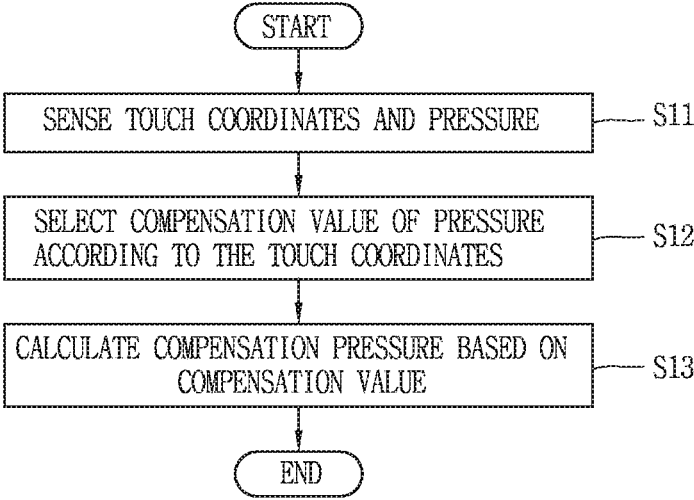 START
SENSE TOUCH COORDINATES AND PRESSURE
S11
SELECT COMPENSATION VALUE OF PRESSURE
ACCORDING TO THE TOUCH COORDINATES
S12
CALCULATE COMPENSATION PRESSURE BASED ON
COMPENSATION VALUE
S13
END